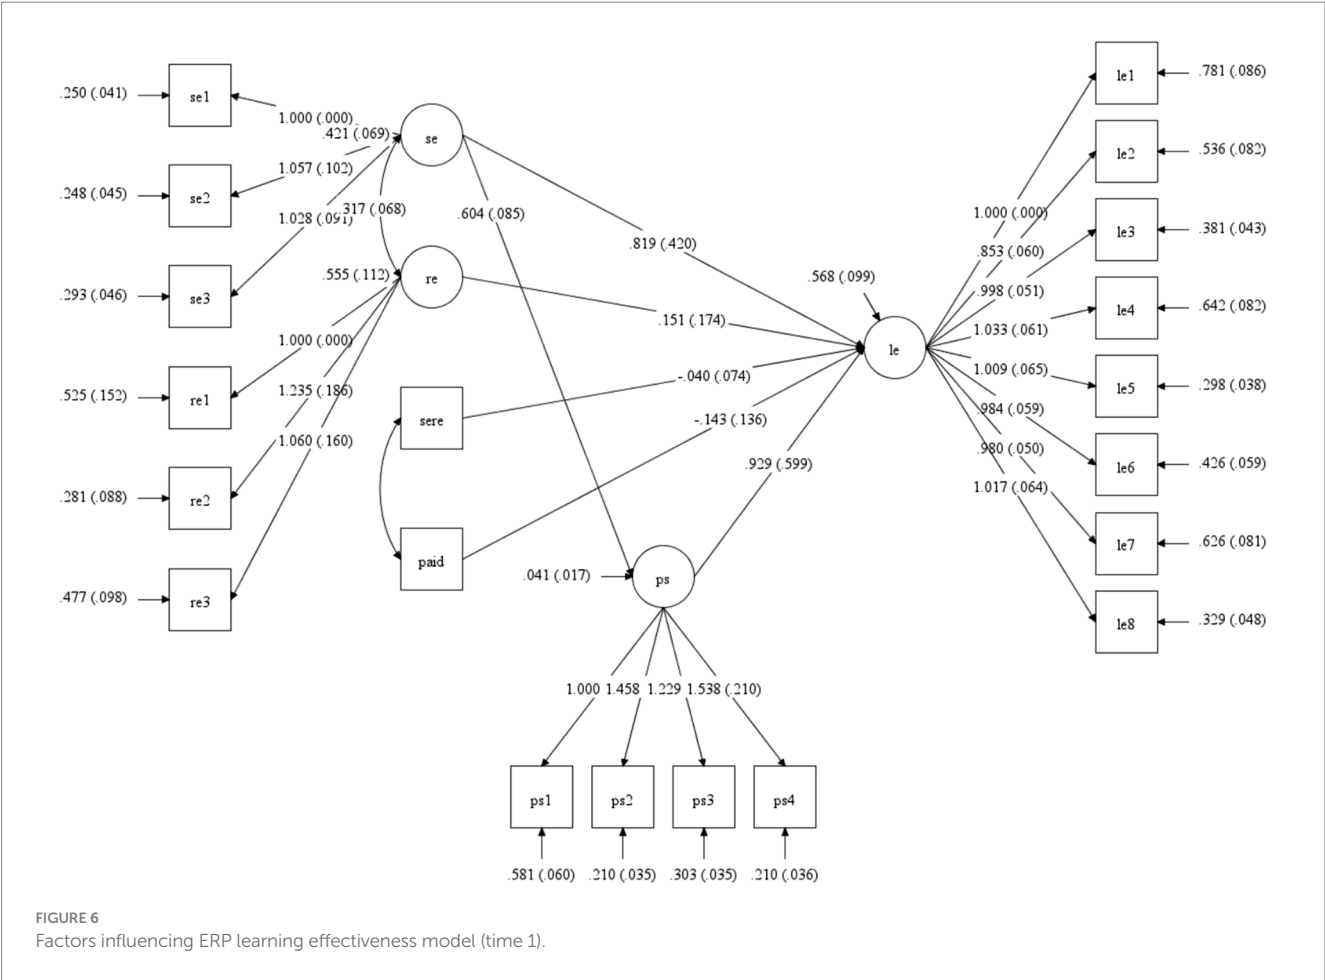 .250 (.041)
se1
1.000 (.000)
.421 (.069)
se
.248 (.045)
se2
1.057 (.102)
1.028 (.091)
.317 (.068)
.604 (.085)
.293 (.046)
se3
.555 (.112)
re
1.000 (.000)
.525 (.152)
re1
1.235 (.186)
1.060 (.160)
.281 (.088)
re2
.477 (.098)
re3
sere
paid
.819 (.420)
.151 (.174)
-.040 (.074)
-.143 (.136)
.929 (.599)
.568 (.099)
le
.041 (.017)
ps
1.000 1.458 1.229 1.538 (.210)
ps1 ps2 ps3 ps4
.581 (.060) .210 (.035) .303 (.035) .210 (.036)
1.000 (.000)
.853 (.060)
.998 (.051)
1.033 (.061)
1.009 (.065)
.984 (.059)
.980 (.050)
1.017 (.064)
le1 .781 (.086)
le2 .536 (.082)
le3 .381 (.043)
le4 .642 (.082)
le5 .298 (.038)
le6 .426 (.059)
le7 .626 (.081)
le8 .329 (.048)
FIGURE 6
Factors influencing ERP learning effectiveness model (time 1).